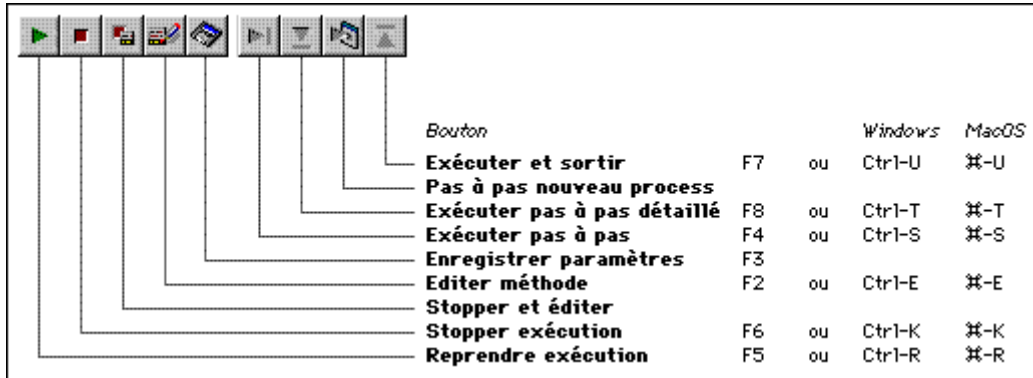 Bouton Windows MacOS
Exécuter et sortir F7 ou Ctrl-U ⌘-U
Pas à pas nouveau process
Exécuter pas à pas détaillé F8 ou Ctrl-T ⌘-T
Exécuter pas à pas F4 ou Ctrl-S ⌘-S
Enregistrer paramètres F3
Editer méthode F2 ou Ctrl-E ⌘-E
Stopper et éditer
Stopper exécution F6 ou Ctrl-K ⌘-K
Reprendre exécution F5 ou Ctrl-R ⌘-R